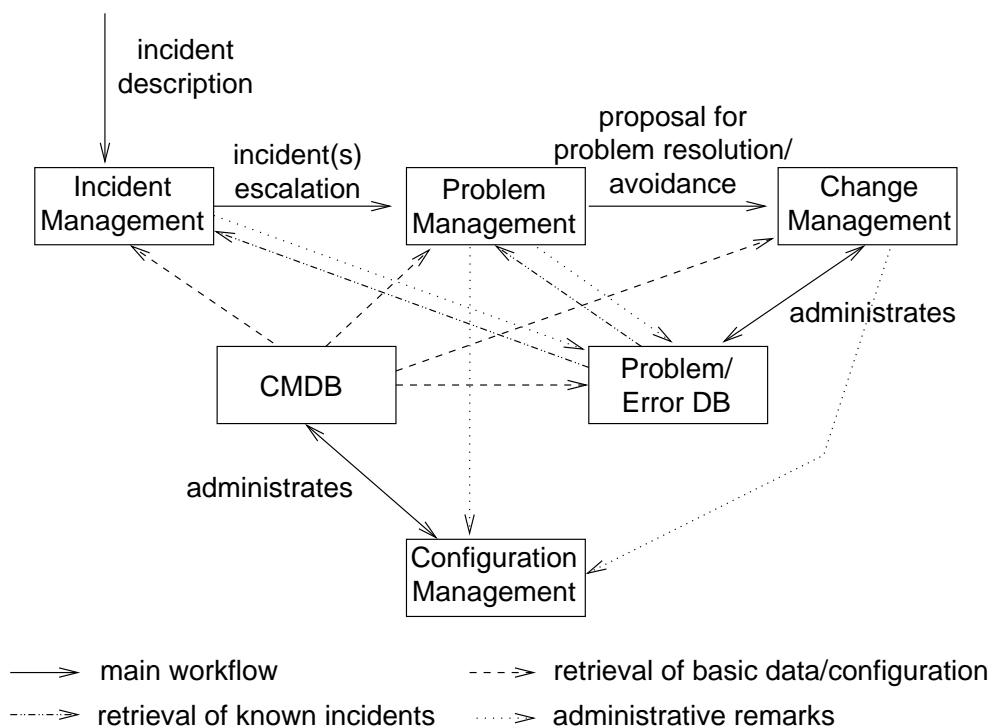 incident
description
incident(s)
escalation
proposal for
problem resolution/
avoidance
Incident
Management
Problem
Management
Change
Management
administrates
CMDB
Problem/
Error DB
administrates
Configuration
Management
main workflow
retrieval of basic data/configuration
retrieval of known incidents
administrative remarks